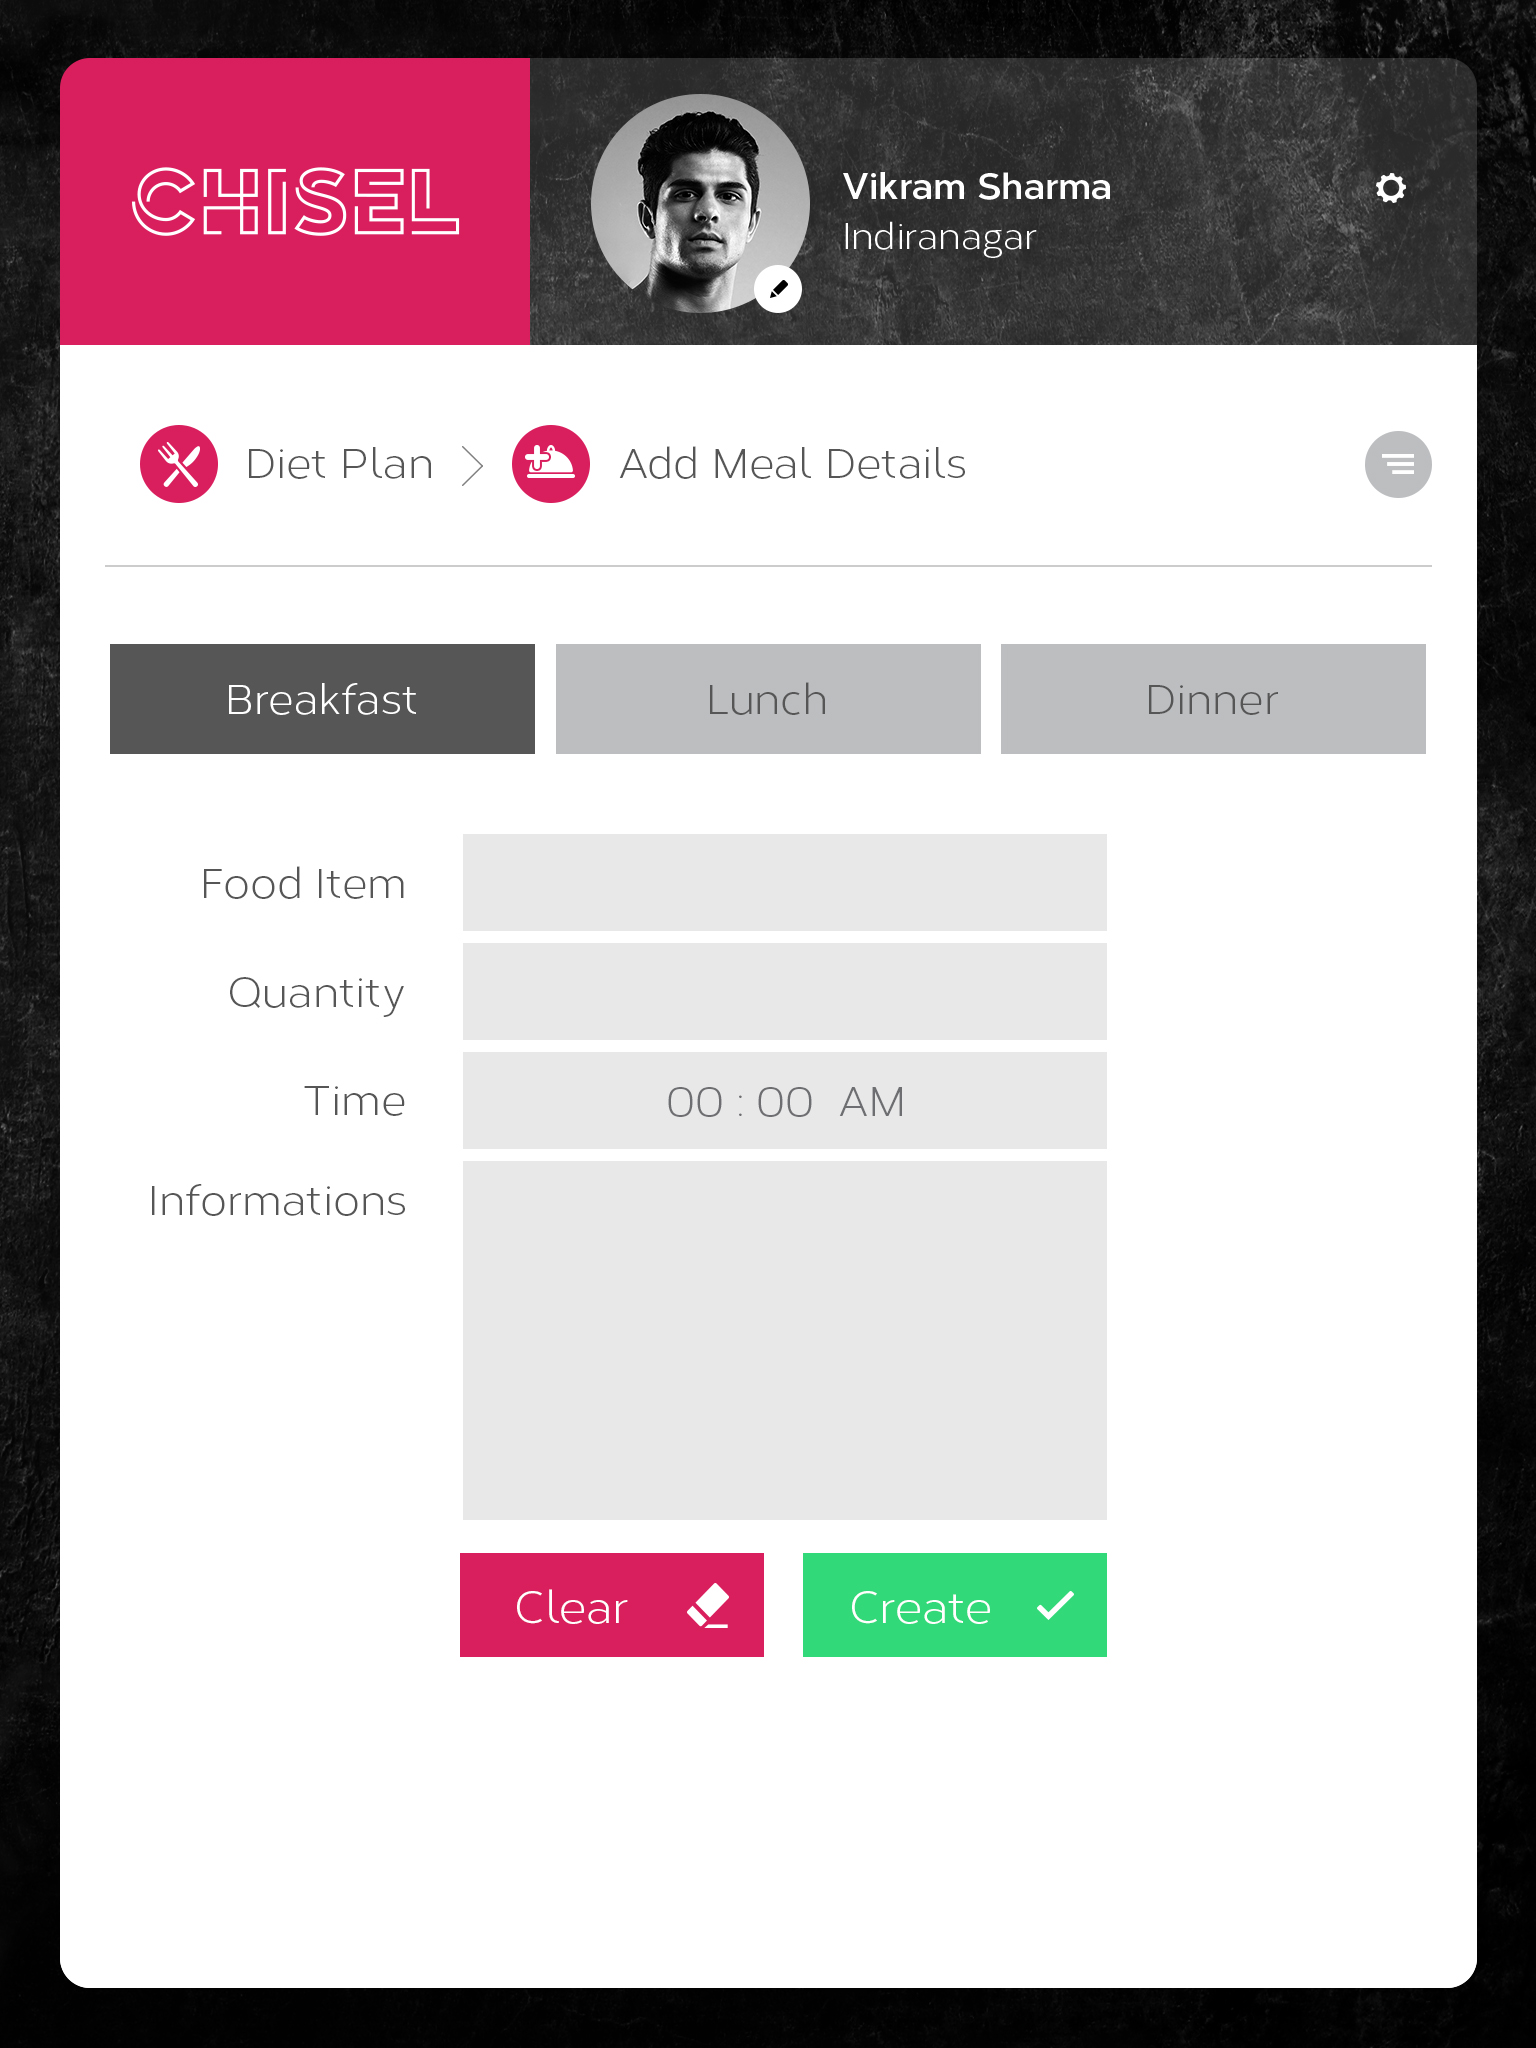 CHISEL
Vikram Sharma
Indiranagar
Diet Plan
Add Meal Details
Breakfast
Lunch
Dinner
Food Item
Quantity
Time
00 : 00 AM
Informations
Clear
Create